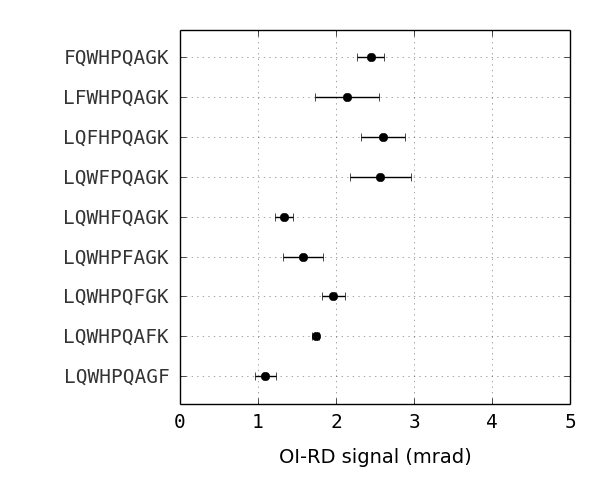 FQWHPQAGK
LFWHPQAGK
LQFHPQAGK
LQWFPQAGK
LQWHFQAGK
LQWHPFAGK
LQWHPQFGK
LQWHPQAFK
LQWHPQAGF
0 1 2 3 4 5
OI-RD signal (mrad)